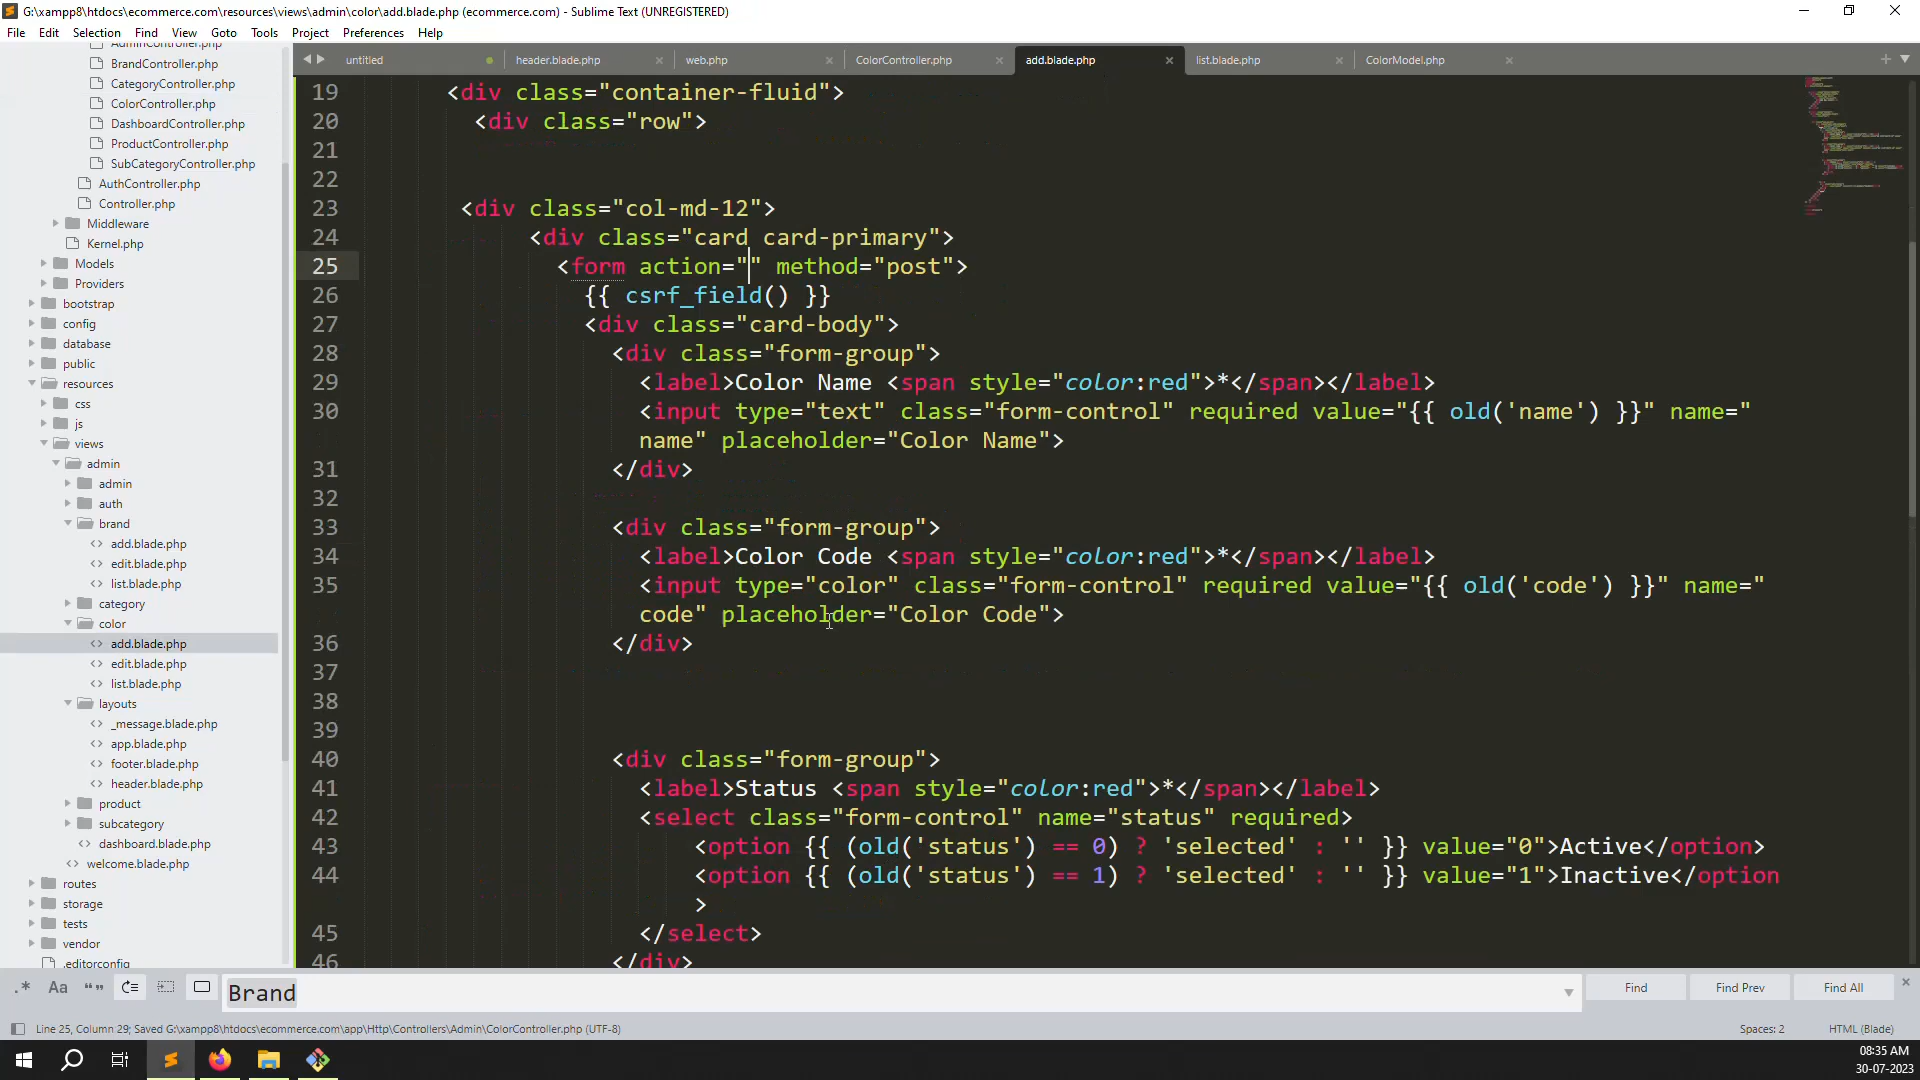 G:\xampp8\htdocs\ecommerce.com\resources\views\admin\color\add.blade.php (ecommerce.com) - Sublime Text (UNREGISTERED)
File Edit Selection Find View Goto Tools Project Preferences Help
AdminController.php
BrandController.php
CategoryController.php
ColorController.php
DashboardController.php
ProductController.php
SubCategoryController.php
AuthController.php
Controller.php
Middleware
Kernel.php
Models
Providers
bootstrap
config
database
public
resources
css
js
views
admin
admin
auth
brand
add.blade.php
edit.blade.php
list.blade.php
category
color
add.blade.php
edit.blade.php
list.blade.php
layouts
_message.blade.php
app.blade.php
footer.blade.php
header.blade.php
product
subcategory
dashboard.blade.php
welcome.blade.php
routes
storage
tests
vendor
.editorconfig
untitled header.blade.php web.php ColorController.php add.blade.php list.blade.php ColorModel.php
19 <div class="container-fluid">
20 <div class="row">
21
22
23 <div class="col-md-12">
24 <div class="card card-primary">
25 <form action="" method="post">
26 {{ csrf_field() }}
27 <div class="card-body">
28 <div class="form-group">
29 <label>Color Name <span style="color:red">*</span></label>
30 <input type="text" class="form-control" required value="{{ old('name') }}" name="
name" placeholder="Color Name">
31 </div>
32
33 <div class="form-group">
34 <label>Color Code <span style="color:red">*</span></label>
35 <input type="color" class="form-control" required value="{{ old('code') }}" name="
code" placeholder="Color Code">
36 </div>
37
38
39
40 <div class="form-group">
41 <label>Status <span style="color:red">*</span></label>
42 <select class="form-control" name="status" required>
43 <option {{ (old('status') == 0) ? 'selected' : '' }} value="0">Active</option>
44 <option {{ (old('status') == 1) ? 'selected' : '' }} value="1">Inactive</option
>
45 </select>
46 </div>
.* Aa “” Brand Find Find Prev Find All
Line 25, Column 29; Saved G:\xampp8\htdocs\ecommerce.com\app\Http\Controllers\Admin\ColorController.php (UTF-8) Spaces: 2 HTML (Blade)
08:35 AM
30-07-2023